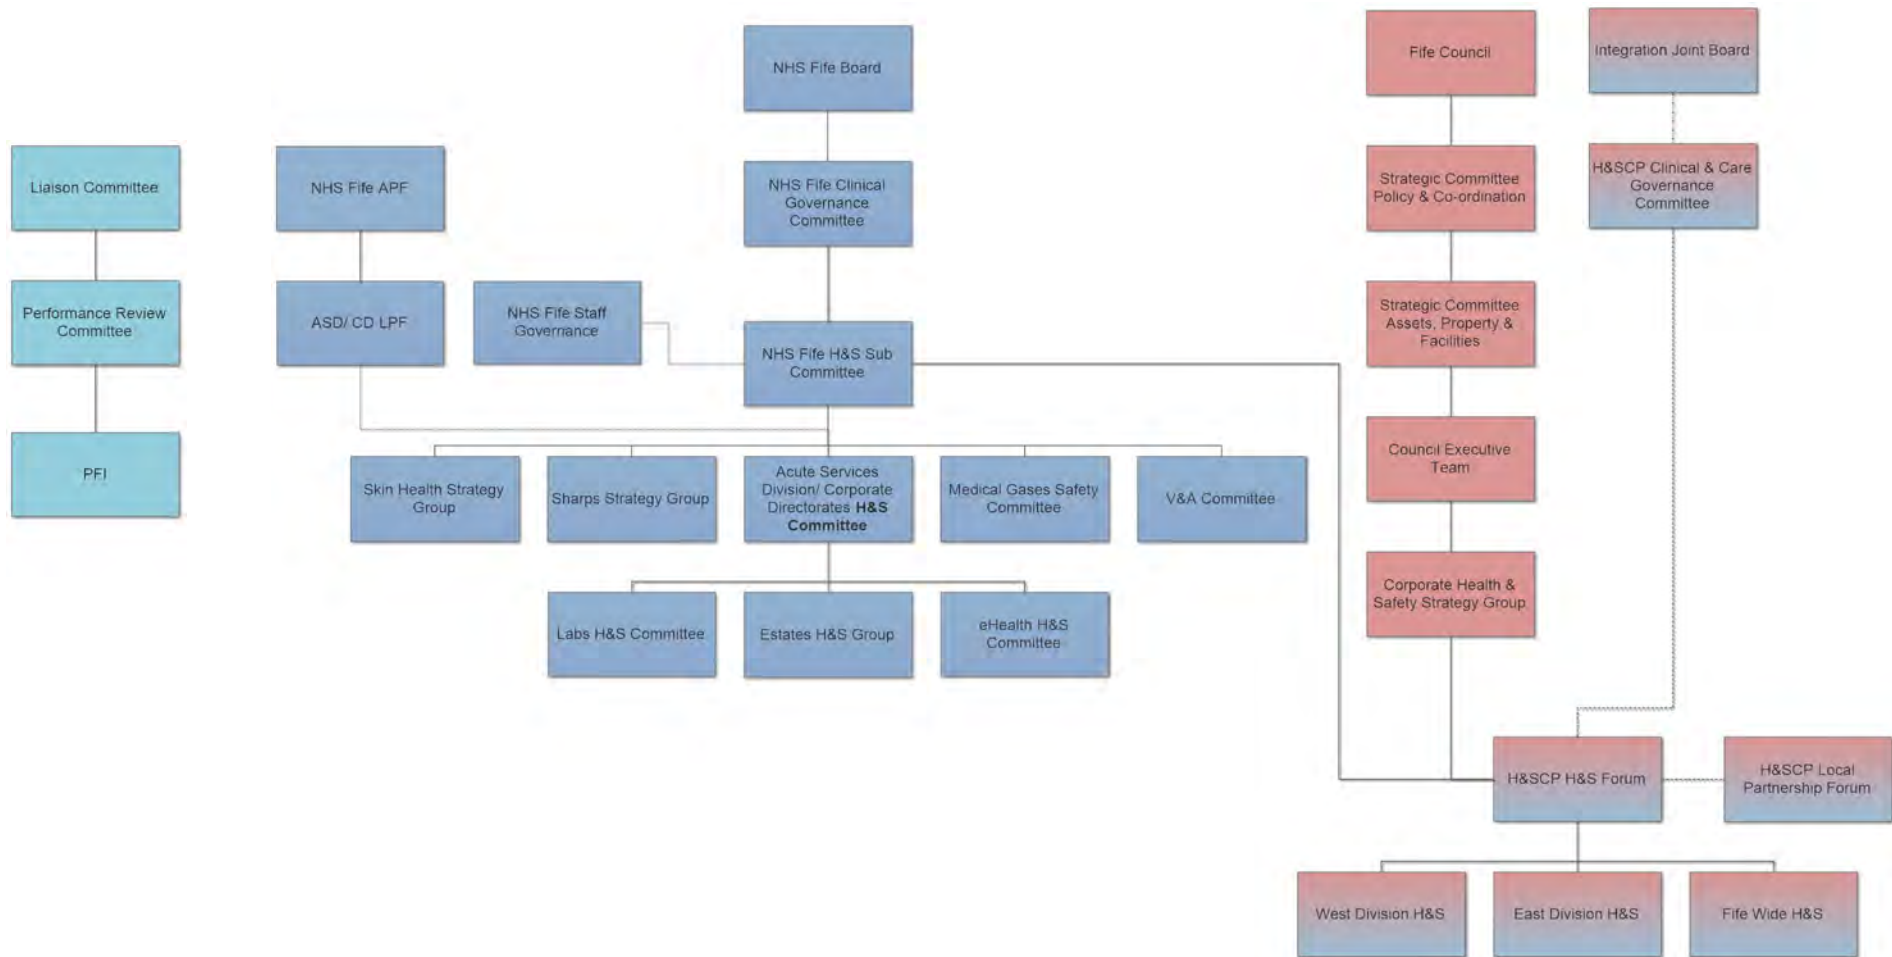 NHS Fife Board
Fife Council
Integration Joint Board
Liaison Committee
NHS Fife APF
NHS Fife Clinical
Governance
Committee
Strategic Committee
Policy & Co-ordination
H&SCP Clinical & Care
Governance
Committee
Performance Review
Committee
ASD/ CD LPF
NHS Fife Staff
Governance
NHS Fife H&S Sub
Committee
Strategic Committee
Assets, Property &
Facilities
PFI
Skin Health Strategy
Group
Sharps Strategy Group
Acute Services
Division/ Corporate
Directorates H&S
Committee
Medical Gases Safety
Committee
V&A Committee
Council Executive
Team
Labs H&S Committee
Estates H&S Group
eHealth H&S
Committee
Corporate Health &
Safety Strategy Group
H&SCP H&S Forum
H&SCP Local
Partnership Forum
West Division H&S
East Division H&S
Fife Wide H&S